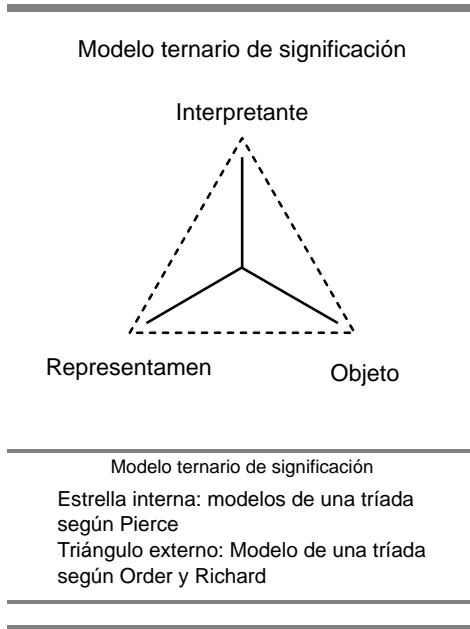 Modelo ternario de significación
Interpretante
Representamen
Objeto
Modelo ternario de significación
Estrella interna: modelos de una tríada
según Pierce
Triángulo externo: Modelo de una tríada
según Order y Richard